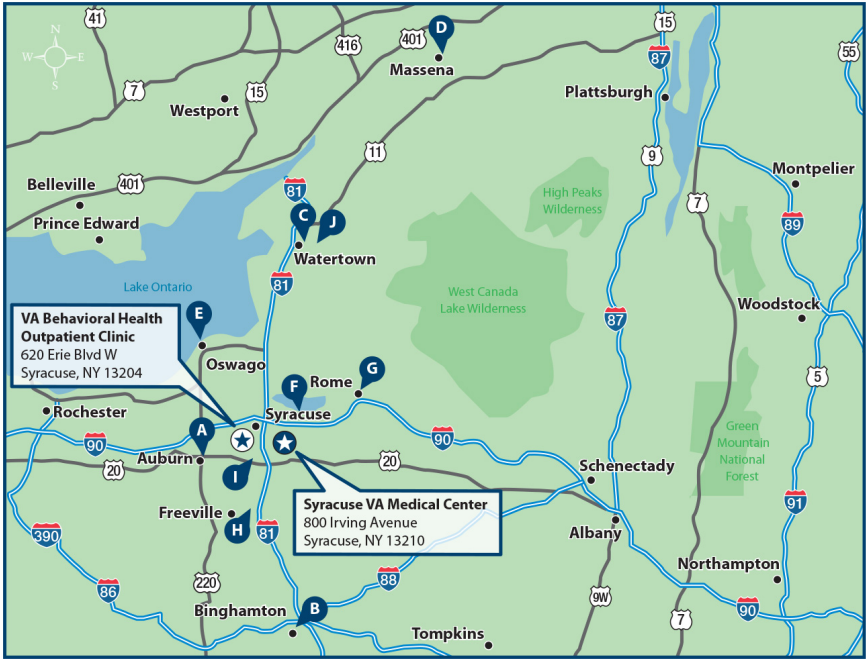 41
15
N
W
E
S
416
401
D
Massena
87
55
7
15
Westport
Plattsburgh
11
9
Belleville
401
Prince Edward
81
C
J
Watertown
High Peaks
Wilderness
7
Montpelier
89
Lake Ontario
81
West Canada
Lake Wilderness
87
Woodstock
VA Behavioral Health
Outpatient Clinic
620 Erie Blvd W
Syracuse, NY 13204
E
Oswago
F
Rome
G
5
Rochester
Syracuse
90
A
Auburn
20
I
20
90
Green
Mountain
National
Forest
Schenectady
Syracuse VA Medical Center
800 Irving Avenue
Syracuse, NY 13210
91
Freeville
H
81
390
Albany
Northampton
86
220
88
9W
90
Binghamton
B
7
Tompkins